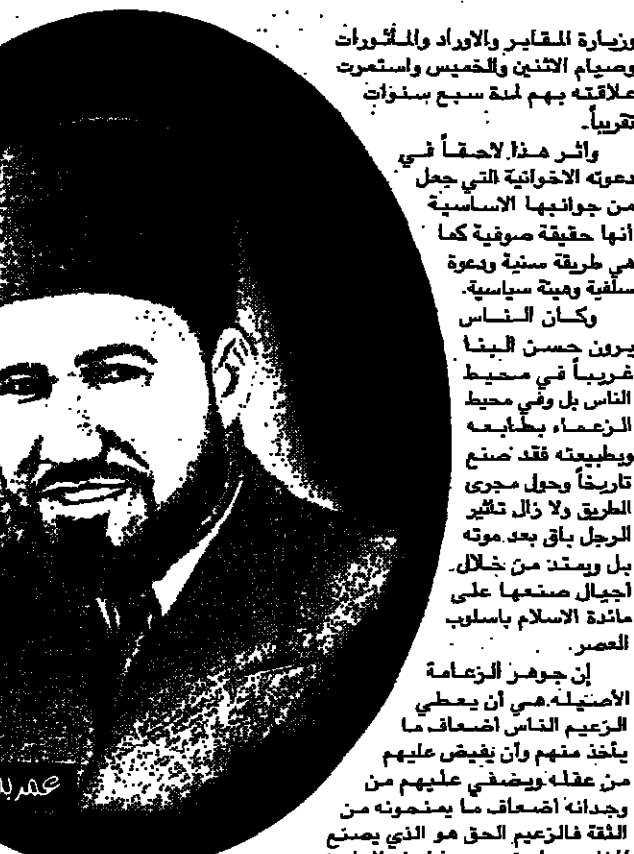 وزيارة المقابر والاوراد والمأثورات
وصيام الاثنين والخميس واستمرت
علاقته بهم لمدة سبع سنوات
تقريباً.
واثر هذا لاحقاً في
دعوته الاخوانية التي جعل
من جوانبها الاساسية
أنها حقيقة صوفية كما
هي طريقة سنية ودعوة
سلفية وهيئة سياسية.
وكان الناس
يرون حسن البنا
غريباً في محيط
الناس بل وفي محيط
الزعماء بطابعه
وبطبيعته فقد صنع
تاريخاً وحول مجرى
الطريق ولا زال تأثير
الرجل باق بعد موته
بل ويمتد من خلال
أجيال صنعها على
مائدة الاسلام باسلوب
العصر.
إن جوهر الزعامة
الأصيله هي أن يعطي
الزعيم الناس أضعاف ما
يأخذ منهم وأن يفيض عليهم
من عقله ويضفي عليهم من
وجدانه أضعاف ما يمنحونه من
الثقة فالزعيم الحق هو الذي يصنع